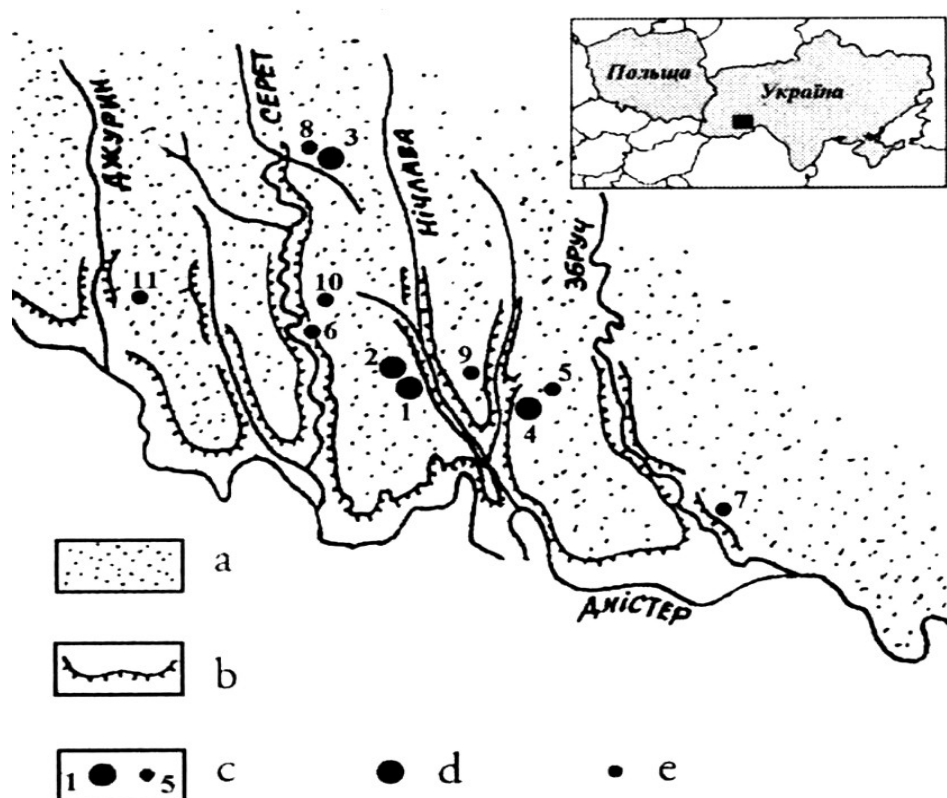 Польща
Україна
ДЖУРИН
СЕРЕТ
НІЧЛАВА
ЗБРУЧ
8 3
11
10
6
2
1
9
5
4
7
ДНІСТЕР
a
b
1 5 c d e